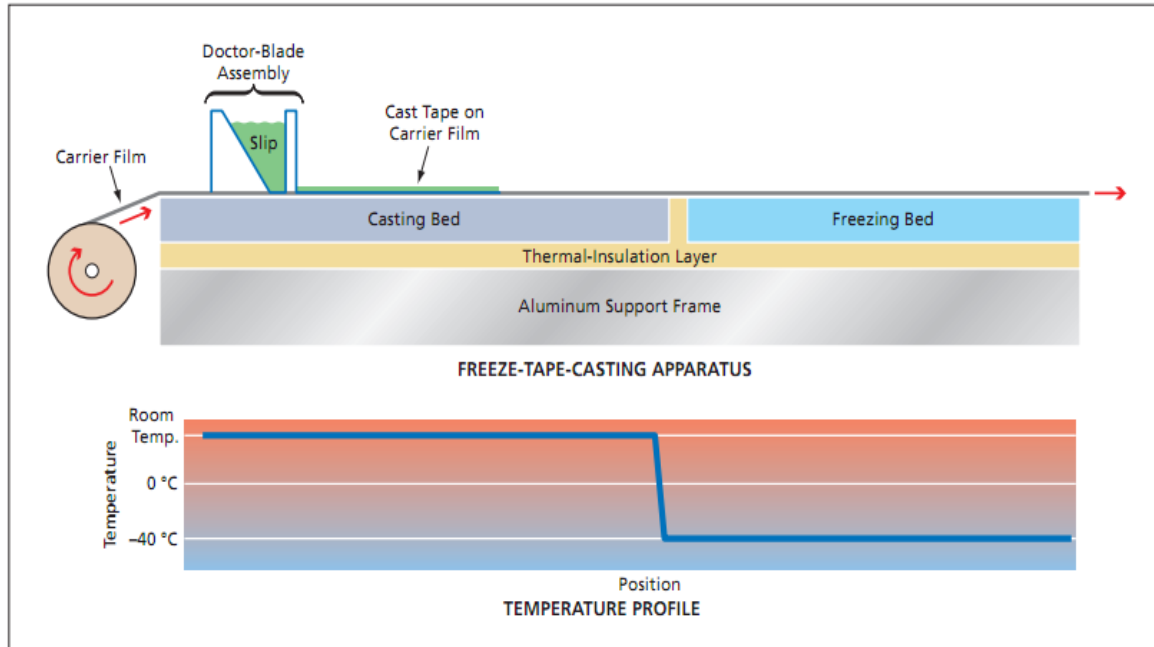 Doctor-Blade
Assembly
Cast Tape on
Carrier Film
Slip
Carrier Film
Casting Bed
Freezing Bed
Thermal-Insulation Layer
Aluminum Support Frame
FREEZE-TAPE-CASTING APPARATUS
Room
Temp.
0 °C
–40 °C
Temperature
Position
TEMPERATURE PROFILE